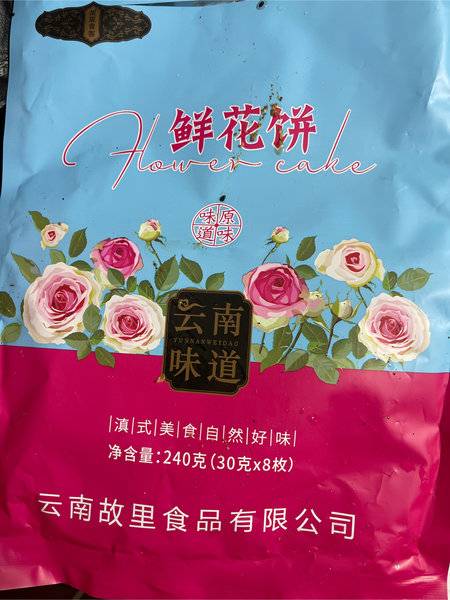 鲜花饼
Flower cake
原味
味道
云南
YUNNANWEIDAO
味道
滇式美食自然好味
净含量:240克(30克x8枚)
云南故里食品有限公司